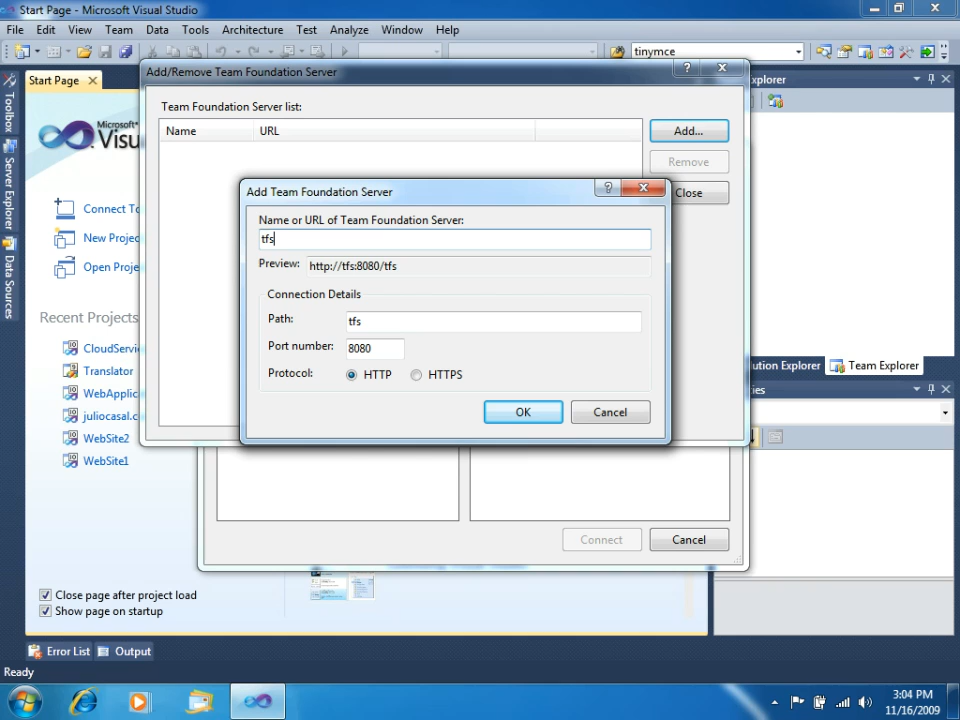 Start Page - Microsoft Visual Studio
File Edit View Team Data Tools Architecture Test Analyze Window Help
tinymce
Start Page
Add/Remove Team Foundation Server
Team Foundation Server list:
Name URL
Add...
Remove
Close
Toolbox
Server Explorer
Data Sources
Microsoft
Visu
Connect To
New Projec
Open Proje
Recent Projects
CloudServi
Translator
WebApplic
juliocasal.c
WebSite2
WebSite1
Add Team Foundation Server
Name or URL of Team Foundation Server:
tfs
Preview: http://tfs:8080/tfs
Connection Details
Path: tfs
Port number: 8080
Protocol: HTTP HTTPS
OK Cancel
xplorer
ution Explorer Team Explorer
ies
Connect Cancel
Close page after project load
Show page on startup
Error List Output
Ready
3:04 PM
11/16/2009